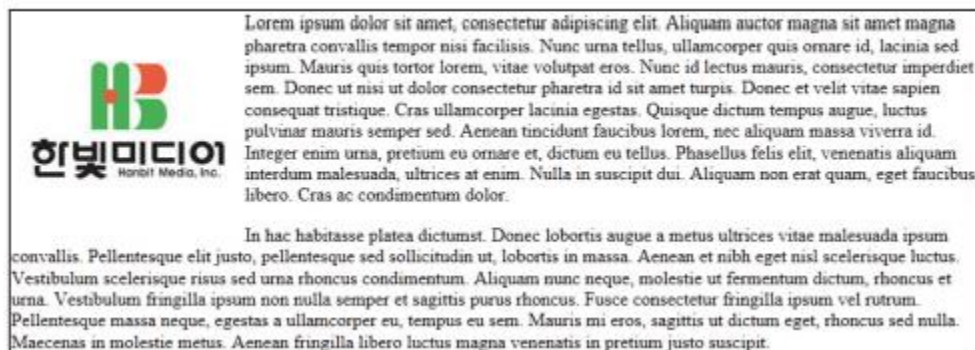 한빛미디어
Hanbit Media, Inc.
Lorem ipsum dolor sit amet, consectetur adipiscing elit. Aliquam auctor magna sit amet magna
pharetra convallis tempor nisi facilisis. Nunc urna tellus, ullamcorper quis ornare id, lacinia sed
ipsum. Mauris quis tortor lorem, vitae volutpat eros. Nunc id lectus mauris, consectetur imperdiet
sem. Donec ut nisi ut dolor consectetur pharetra id sit amet turpis. Donec et velit vitae sapien
consequat tristique. Cras ullamcorper lacinia egestas. Quisque dictum tempus augue, luctus
pulvinar mauris semper sed. Aenean tincidunt faucibus lorem, nec aliquam massa viverra id.
Integer enim urna, pretium eu ornare et, dictum eu tellus. Phasellus felis elit, venenatis aliquam
interdum malesuada, ultrices at enim. Nulla in suscipit dui. Aliquam non erat quam, eget faucibus
libero. Cras ac condimentum dolor.
In hac habitasse platea dictumst. Donec lobortis augue a metus ultrices vitae malesuada ipsum
convallis. Pellentesque elit justo, pellentesque sed sollicitudin ut, lobortis in massa. Aenean et nibh eget nisl scelerisque luctus.
Vestibulum scelerisque risus sed urna rhoncus condimentum. Aliquam nunc neque, molestie ut fermentum dictum, rhoncus et
urna. Vestibulum fringilla ipsum non nulla semper et sagittis purus rhoncus. Fusce consectetur fringilla ipsum vel rutrum.
Pellentesque massa neque, egestas a ullamcorper eu, tempus eu sem. Mauris mi eros, sagittis ut dictum eget, rhoncus sed nulla.
Maecenas in molestie metus. Aenean fringilla libero luctus magna venenatis in pretium justo suscipit.